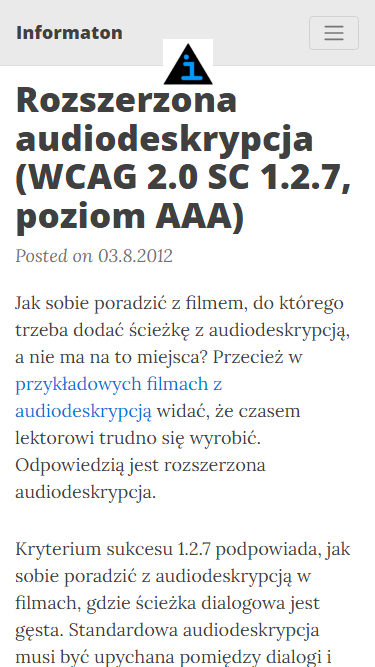 Informaton
i
Rozszerzona
audiodeskrypcja
(WCAG 2.0 SC 1.2.7,
poziom AAA)
Posted on 03.8.2012
Jak sobie poradzić z filmem, do którego
trzeba dodać ścieżkę z audiodeskrypcją,
a nie ma na to miejsca? Przecież w
przykładowych filmach z
audiodeskrypcją widać, że czasem
lektorowi trudno się wyrobić.
Odpowiedzią jest rozszerzona
audiodeskrypcja.
Kryterium sukcesu 1.2.7 podpowiada, jak
sobie poradzić z audiodeskrypcją w
filmach, gdzie ścieżka dialogowa jest
gęsta. Standardowa audiodeskrypcja
musi być upychana pomiędzy dialogi i